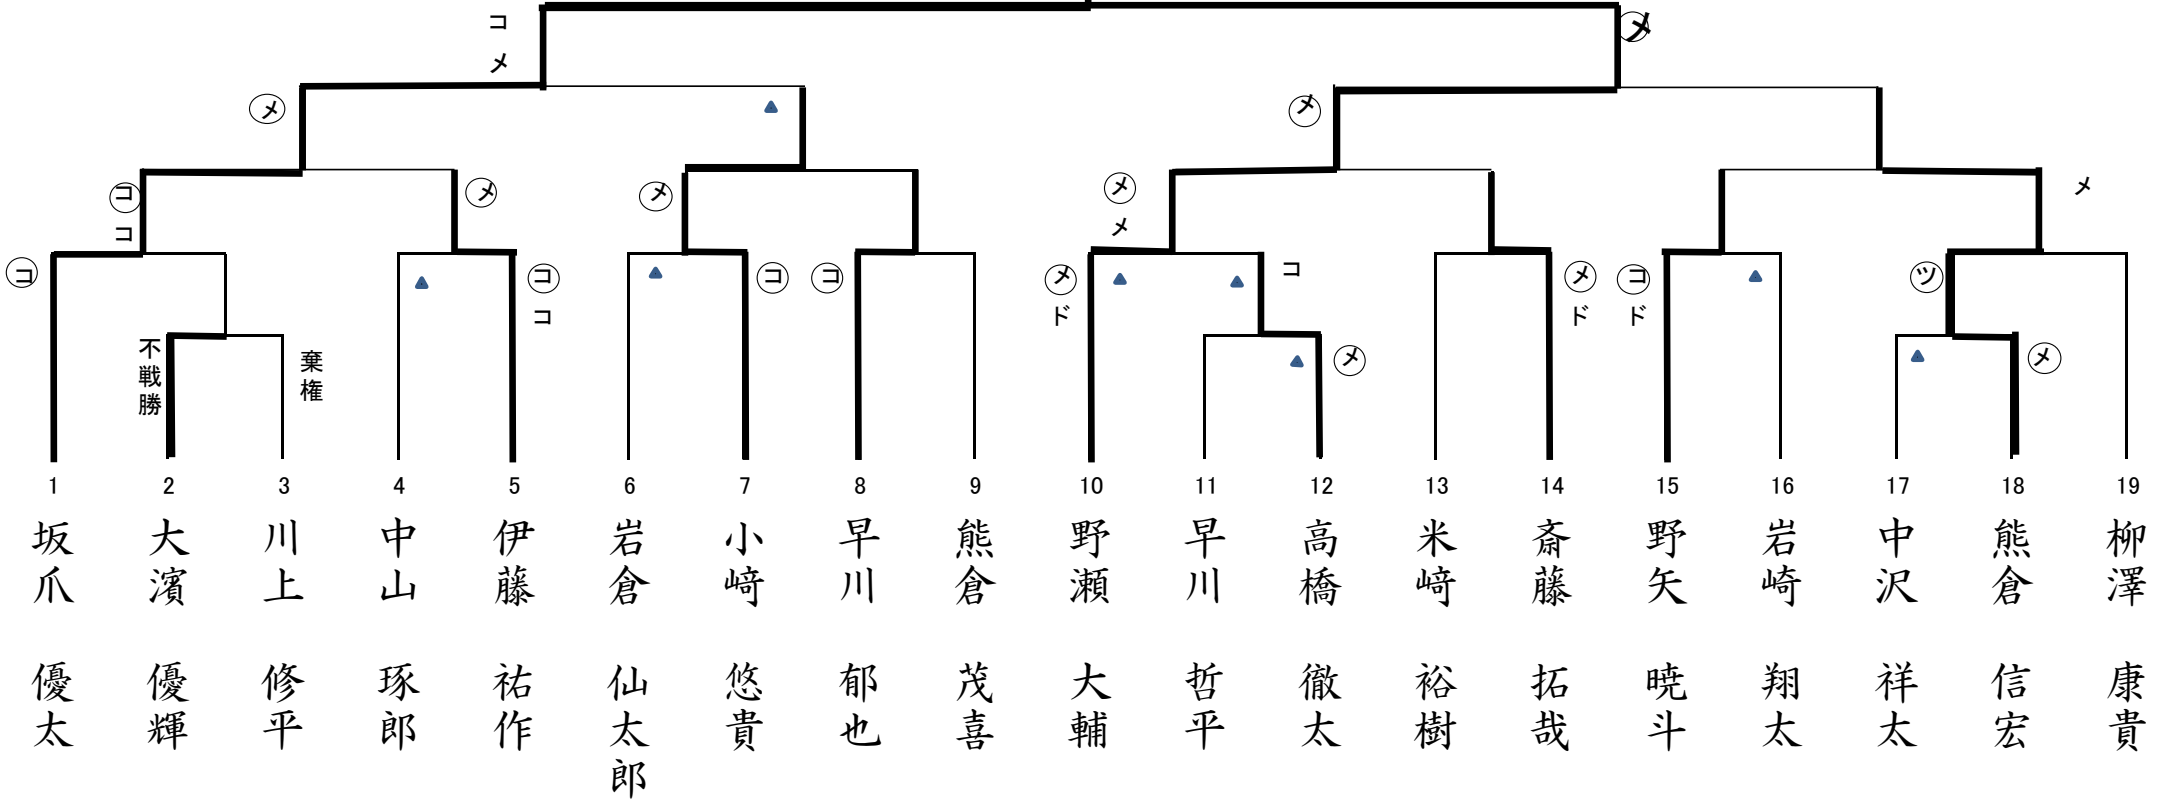 コ
メ
メ
メ
メ
コ
コ
メ
メ
メ
メ
メ
コ
コ
コ
コ
コ
メ
ド
コ
メ
ド
コ
ド
ツ
メ
不戦勝
棄権
メ
メ
1 2 3 4 5 6 7 8 9 10 11 12 13 14 15 16 17 18 19
坂爪 優太
大濱 優輝
川上 修平
中山 琢郎
伊藤 祐作
岩倉 仙太郎
小﨑 悠貴
早川 郁也
熊倉 茂喜
野瀬 大輔
早川 哲平
高橋 徹太
米﨑 裕樹
斎藤 拓哉
野矢 暁斗
岩崎 翔太
中沢 祥太
熊倉 信宏
柳澤 康貴